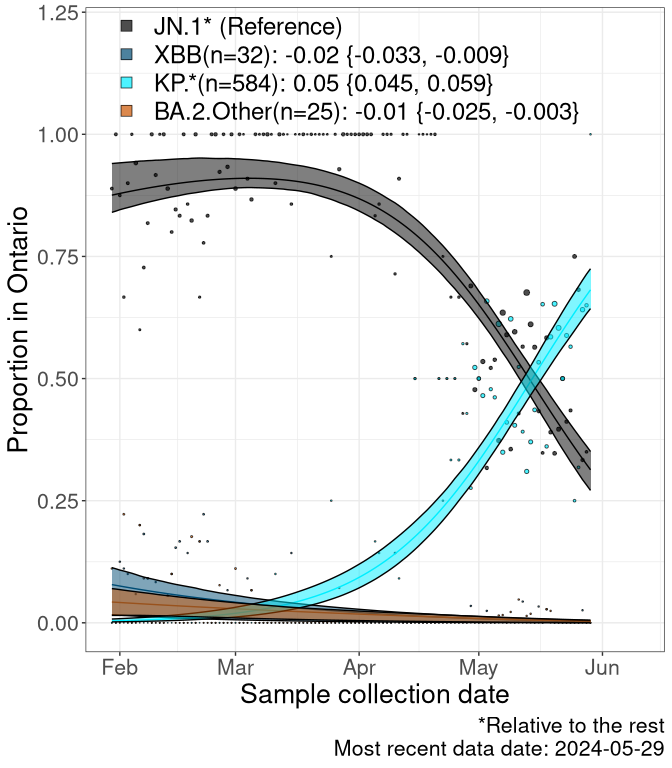 1.25
JN.1* (Reference)
XBB(n=32): -0.02 {-0.033, -0.009}
KP.*(n=584): 0.05 {0.045, 0.059}
BA.2.Other(n=25): -0.01 {-0.025, -0.003}
1.00
0.75
0.50
0.25
0.00
Proportion in Ontario
Feb Mar Apr May Jun
Sample collection date
*Relative to the rest
Most recent data date: 2024-05-29